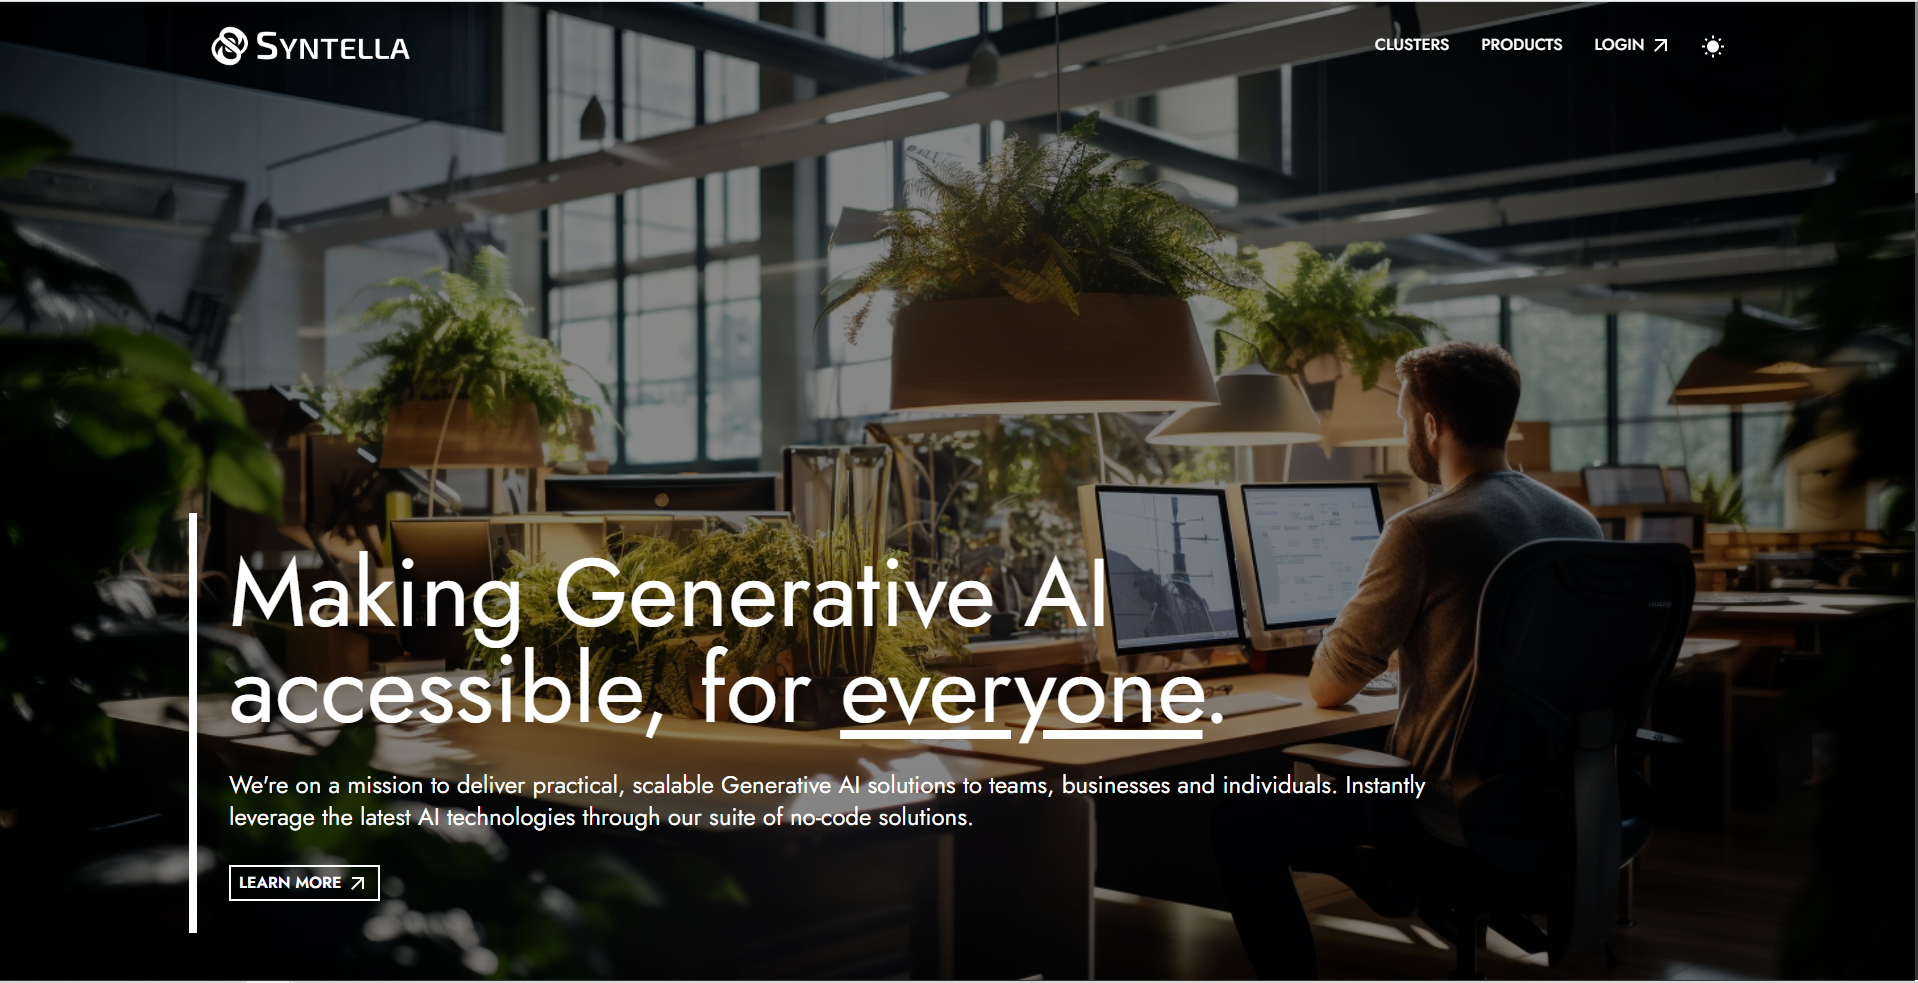 SYNTELLA
CLUSTERS
PRODUCTS
LOGIN
Making Generative AI
accessible, for everyone.
We're on a mission to deliver practical, scalable Generative AI solutions to teams, businesses and individuals. Instantly
leverage the latest AI technologies through our suite of no-code solutions.
LEARN MORE